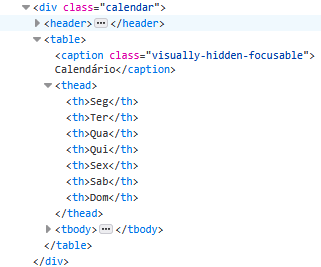 <div class="calendar">
<header> ··· </header>
<table>
<caption class="visually-hidden-focusable">
Calendário</caption>
<thead>
<th>Seg</th>
<th>Ter</th>
<th>Qua</th>
<th>Qui</th>
<th>Sex</th>
<th>Sab</th>
<th>Dom</th>
</thead>
<tbody> ··· </tbody>
</table>
</div>